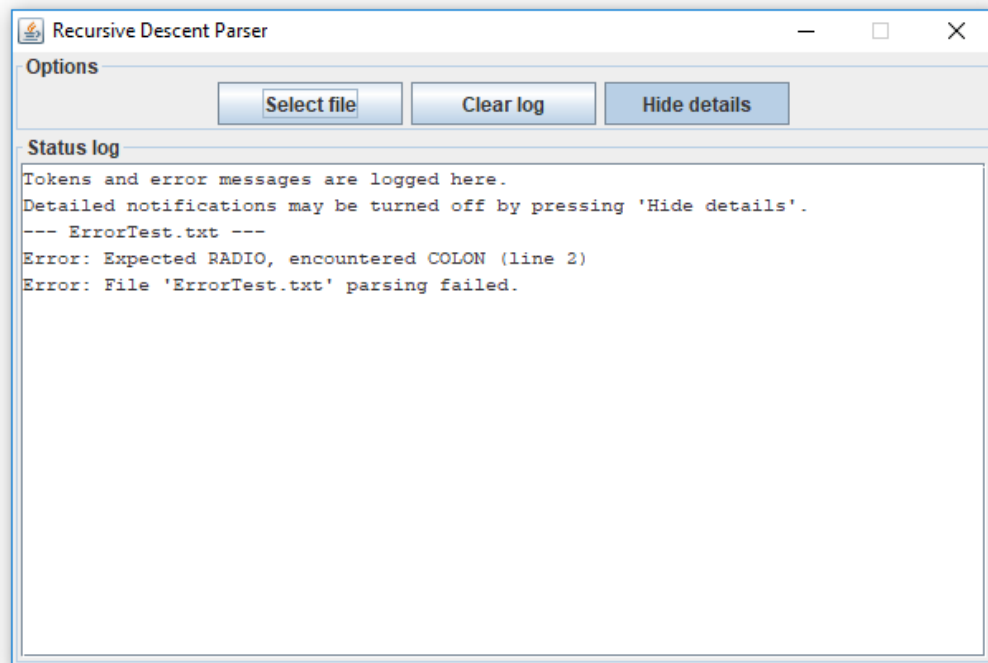 Recursive Descent Parser
Options
Select file Clear log Hide details
Status log
Tokens and error messages are logged here.
Detailed notifications may be turned off by pressing 'Hide details'.
--- ErrorTest.txt ---
Error: Expected RADIO, encountered COLON (line 2)
Error: File 'ErrorTest.txt' parsing failed.